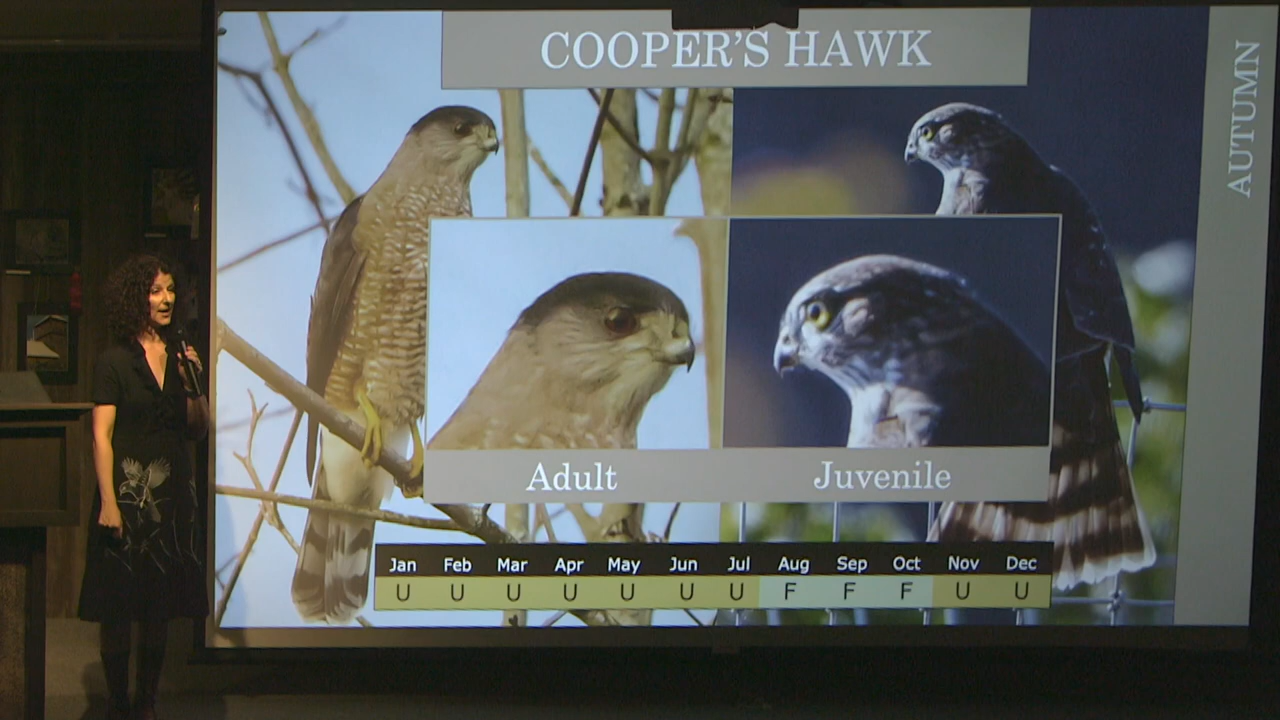 COOPER'S HAWK
AUTUMN
Adult
Juvenile
Jan Feb Mar Apr May Jun Jul Aug Sep Oct Nov Dec
U U U U U U U F F F U U